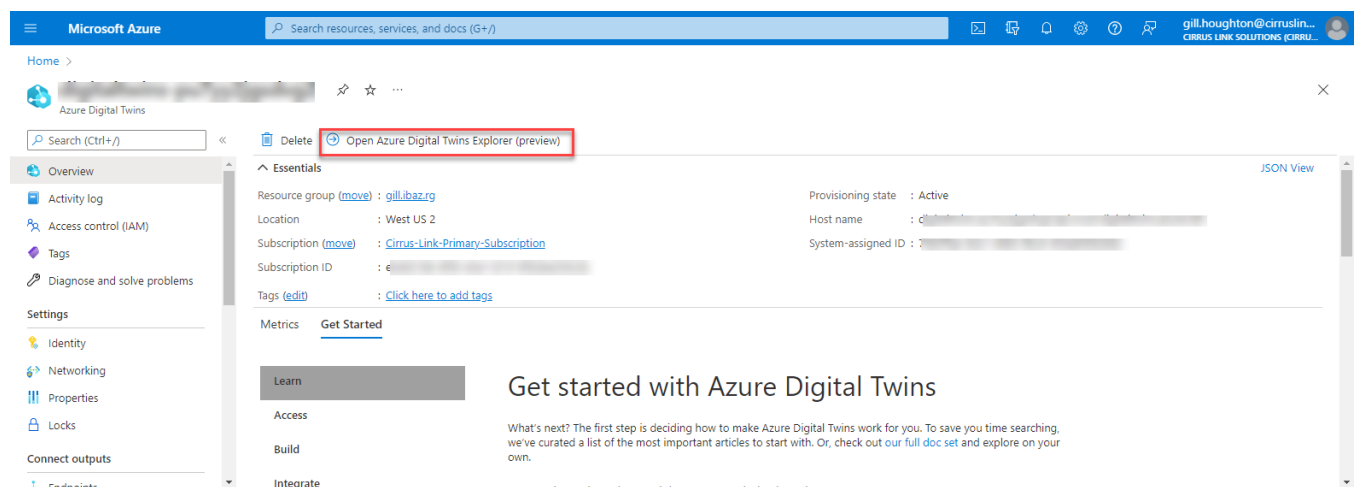 Microsoft Azure
Search resources, services, and docs (G+/)
gill.houghton@cirruslin...
CIRRUS LINK SOLUTIONS (CIRRU...
Home >
Azure Digital Twins
Search (Ctrl+/)
«
Delete
Open Azure Digital Twins Explorer (preview)
Overview
Activity log
Access control (IAM)
Tags
Diagnose and solve problems
Settings
Identity
Networking
Properties
Locks
Connect outputs
Endpoints
Essentials
JSON View
Resource group (move) : gill.ibaz.rg
Location : West US 2
Subscription (move) : Cirrus-Link-Primary-Subscription
Subscription ID : e
Tags (edit) : Click here to add tags
Provisioning state : Active
Host name :
System-assigned ID :
Metrics Get Started
Learn
Access
Build
Integrate
Get started with Azure Digital Twins
What's next? The first step is deciding how to make Azure Digital Twins work for you. To save you time searching,
we've curated a list of the most important articles to start with. Or, check out our full doc set and explore on your
own.